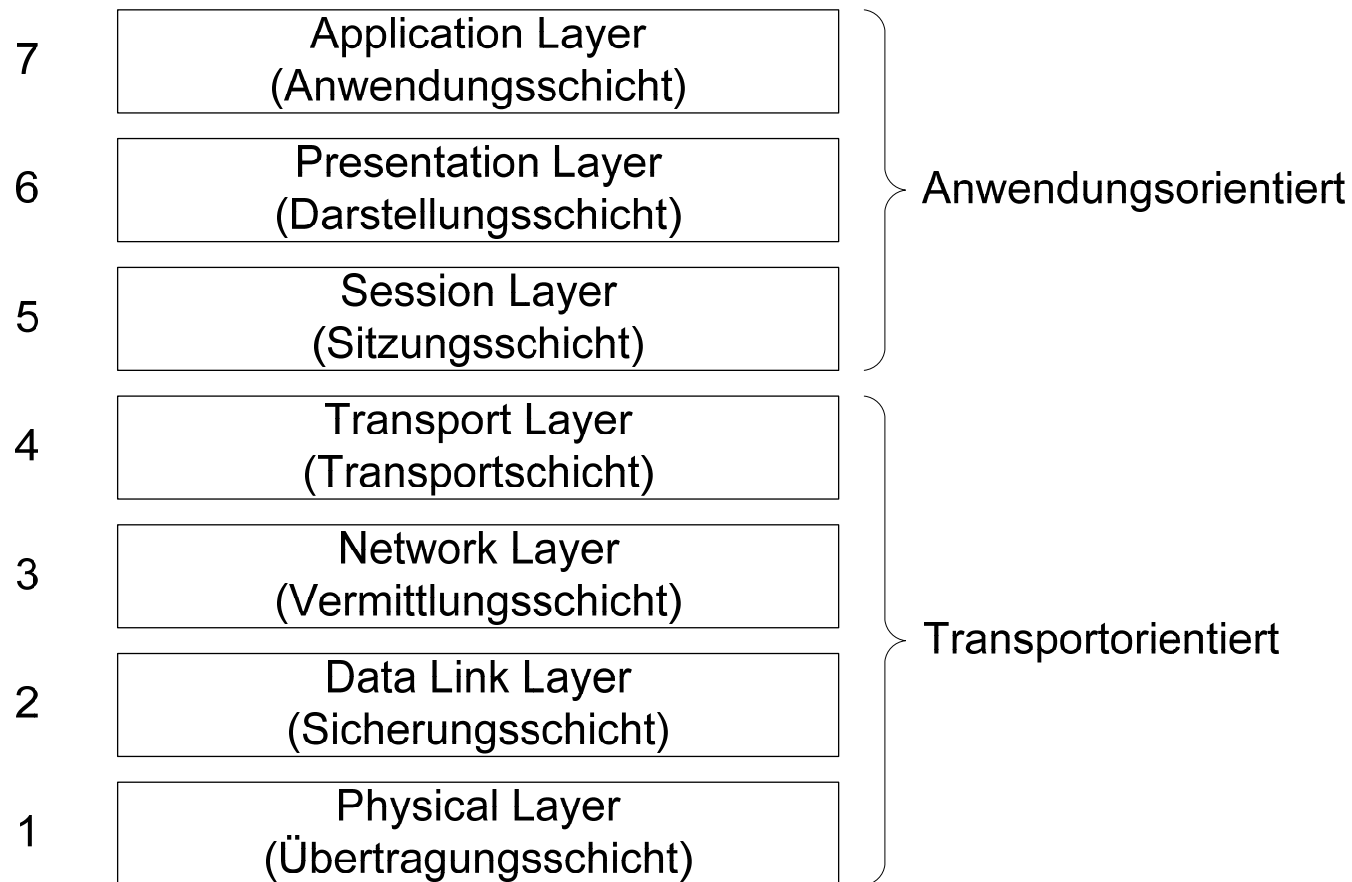 7
Application Layer
(Anwendungsschicht)
6
Presentation Layer
(Darstellungsschicht)
Anwendungsorientiert
5
Session Layer
(Sitzungsschicht)
4
Transport Layer
(Transportschicht)
3
Network Layer
(Vermittlungsschicht)
Transportorientiert
2
Data Link Layer
(Sicherungsschicht)
1
Physical Layer
(Übertragungsschicht)